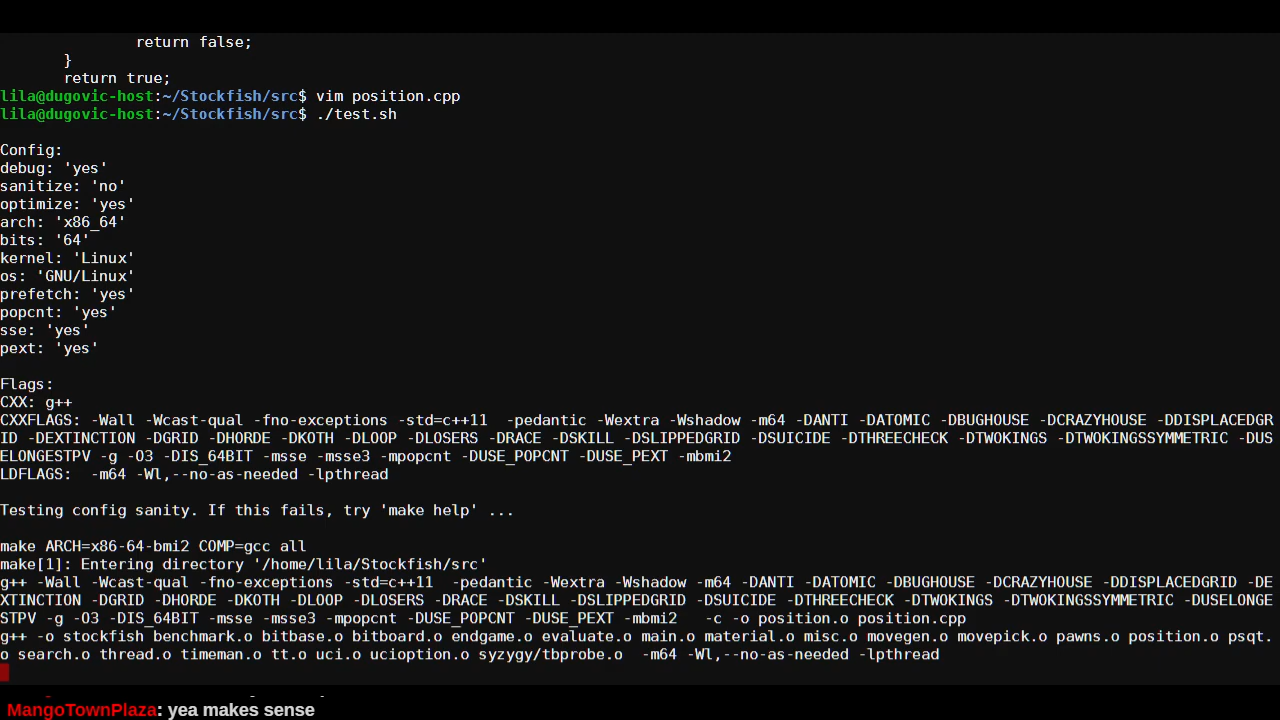 return false;
}
return true;
lila@dugovic-host:~/Stockfish/src$ vim position.cpp
lila@dugovic-host:~/Stockfish/src$ ./test.sh
Config:
debug: 'yes'
sanitize: 'no'
optimize: 'yes'
arch: 'x86_64'
bits: '64'
kernel: 'Linux'
os: 'GNU/Linux'
prefetch: 'yes'
popcnt: 'yes'
sse: 'yes'
pext: 'yes'
Flags:
CXX: g++
CXXFLAGS: -Wall -Wcast-qual -fno-exceptions -std=c++11  -pedantic -Wextra -Wshadow -m64 -DANTI -DATOMIC -DBUGHOUSE -DCRAZYHOUSE -DDISPLACEDGR
ID -DEXTINCTION -DGRID -DHORDE -DKOTH -DLOOP -DLOSERS -DRACE -DSKILL -DSLIPPEDGRID -DSUICIDE -DTHREECHECK -DTWOKINGS -DTWOKINGSSYMMETRIC -DUS
ELONGESTPV -g -O3 -DIS_64BIT -msse -msse3 -mpopcnt -DUSE_POPCNT -DUSE_PEXT -mbmi2
LDFLAGS:  -m64 -Wl,--no-as-needed -lpthread
Testing config sanity. If this fails, try 'make help' ...
make ARCH=x86-64-bmi2 COMP=gcc all
make[1]: Entering directory '/home/lila/Stockfish/src'
g++ -Wall -Wcast-qual -fno-exceptions -std=c++11  -pedantic -Wextra -Wshadow -m64 -DANTI -DATOMIC -DBUGHOUSE -DCRAZYHOUSE -DDISPLACEDGRID -DE
XTINCTION -DGRID -DHORDE -DKOTH -DLOOP -DLOSERS -DRACE -DSKILL -DSLIPPEDGRID -DSUICIDE -DTHREECHECK -DTWOKINGS -DTWOKINGSSYMMETRIC -DUSELONGE
STPV -g -O3 -DIS_64BIT -msse -msse3 -mpopcnt -DUSE_POPCNT -DUSE_PEXT -mbmi2   -c -o position.o position.cpp
g++ -o stockfish benchmark.o bitbase.o bitboard.o endgame.o evaluate.o main.o material.o misc.o movegen.o movepick.o pawns.o position.o psqt.
o search.o thread.o timeman.o tt.o uci.o ucioption.o syzygy/tbprobe.o  -m64 -Wl,--no-as-needed -lpthread
MangoTownPlaza: yea makes sense